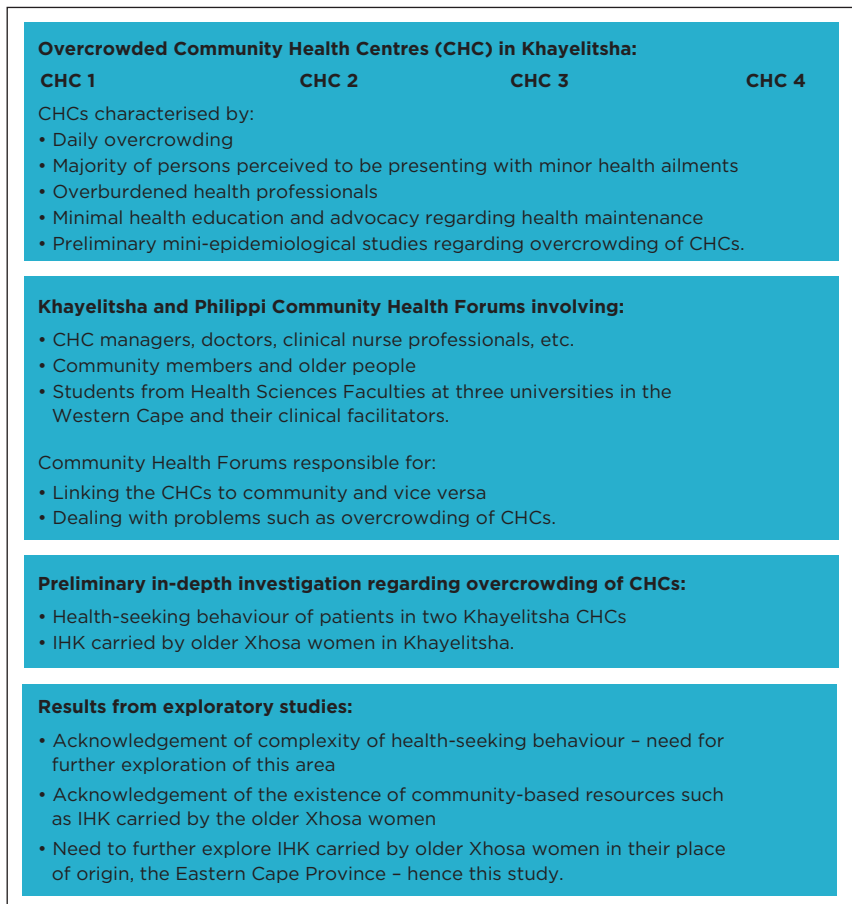 Overcrowded Community Health Centres (CHC) in Khayelitsha:
CHC 1 CHC 2 CHC 3 CHC 4
CHCs characterised by:
• Daily overcrowding
• Majority of persons perceived to be presenting with minor health ailments
• Overburdened health professionals
• Minimal health education and advocacy regarding health maintenance
• Preliminary mini-epidemiological studies regarding overcrowding of CHCs.
Khayelitsha and Philippi Community Health Forums involving:
• CHC managers, doctors, clinical nurse professionals, etc.
• Community members and older people
• Students from Health Sciences Faculties at three universities in the
Western Cape and their clinical facilitators.
Community Health Forums responsible for:
• Linking the CHCs to community and vice versa
• Dealing with problems such as overcrowding of CHCs.
Preliminary in-depth investigation regarding overcrowding of CHCs:
• Health-seeking behaviour of patients in two Khayelitsha CHCs
• IHK carried by older Xhosa women in Khayelitsha.
Results from exploratory studies:
• Acknowledgement of complexity of health-seeking behaviour – need for
further exploration of this area
• Acknowledgement of the existence of community-based resources such
as IHK carried by the older Xhosa women
• Need to further explore IHK carried by older Xhosa women in their place
of origin, the Eastern Cape Province – hence this study.